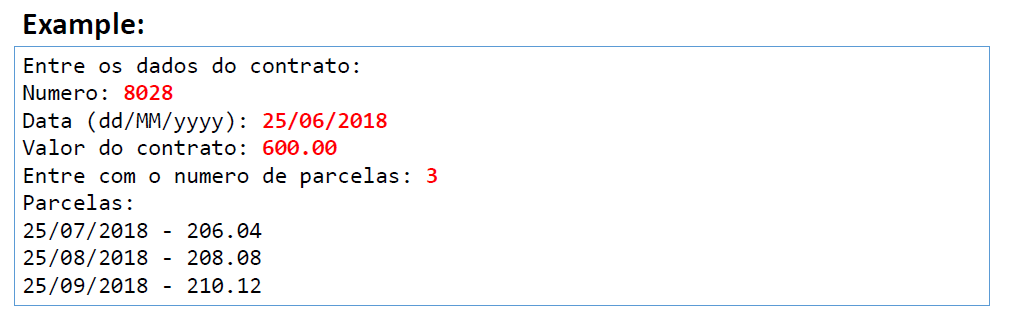 Example:
Entre os dados do contrato:
Numero: 8028
Data (dd/MM/yyyy): 25/06/2018
Valor do contrato: 600.00
Entre com o numero de parcelas: 3
Parcelas:
25/07/2018 - 206.04
25/08/2018 - 208.08
25/09/2018 - 210.12